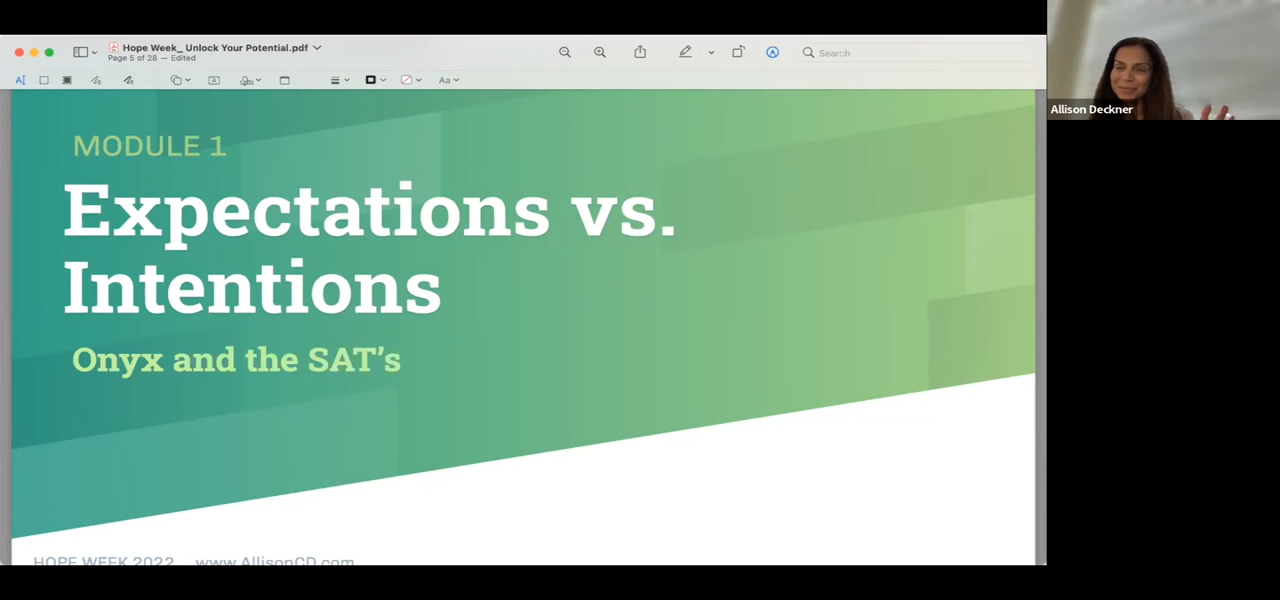 Hope Week_ Unlock Your Potential.pdf
Page 5 of 28 — Edited
Search
A
Aa
MODULE 1
Expectations vs.
Intentions
Onyx and the SAT's
HOPE WEEK 2022 www.AllisonCD.com
Allison Deckner